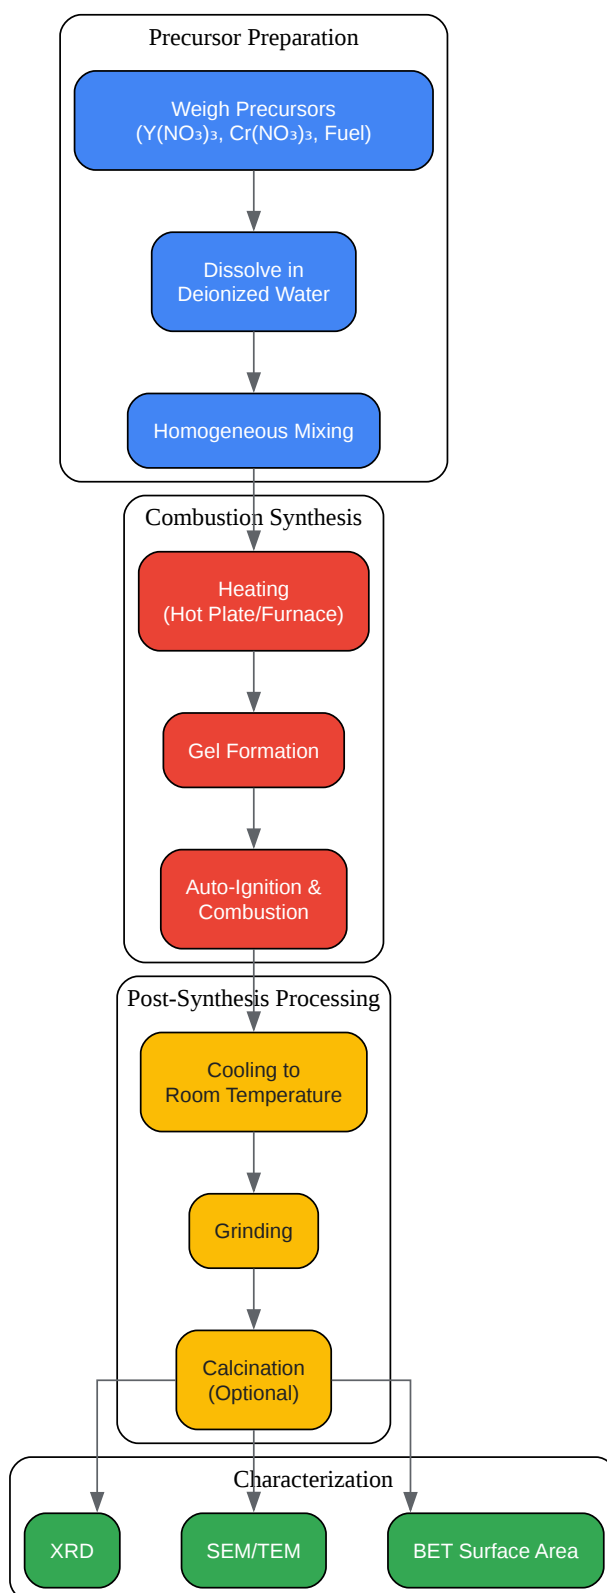 Precursor Preparation
Weigh Precursors
(Y(NO₃)₃, Cr(NO₃)₃, Fuel)
Dissolve in
Deionized Water
Homogeneous Mixing
Combustion Synthesis
Heating
(Hot Plate/Furnace)
Gel Formation
Auto-Ignition &
Combustion
Post-Synthesis Processing
Cooling to
Room Temperature
Grinding
Calcination
(Optional)
Characterization
XRD
SEM/TEM
BET Surface Area